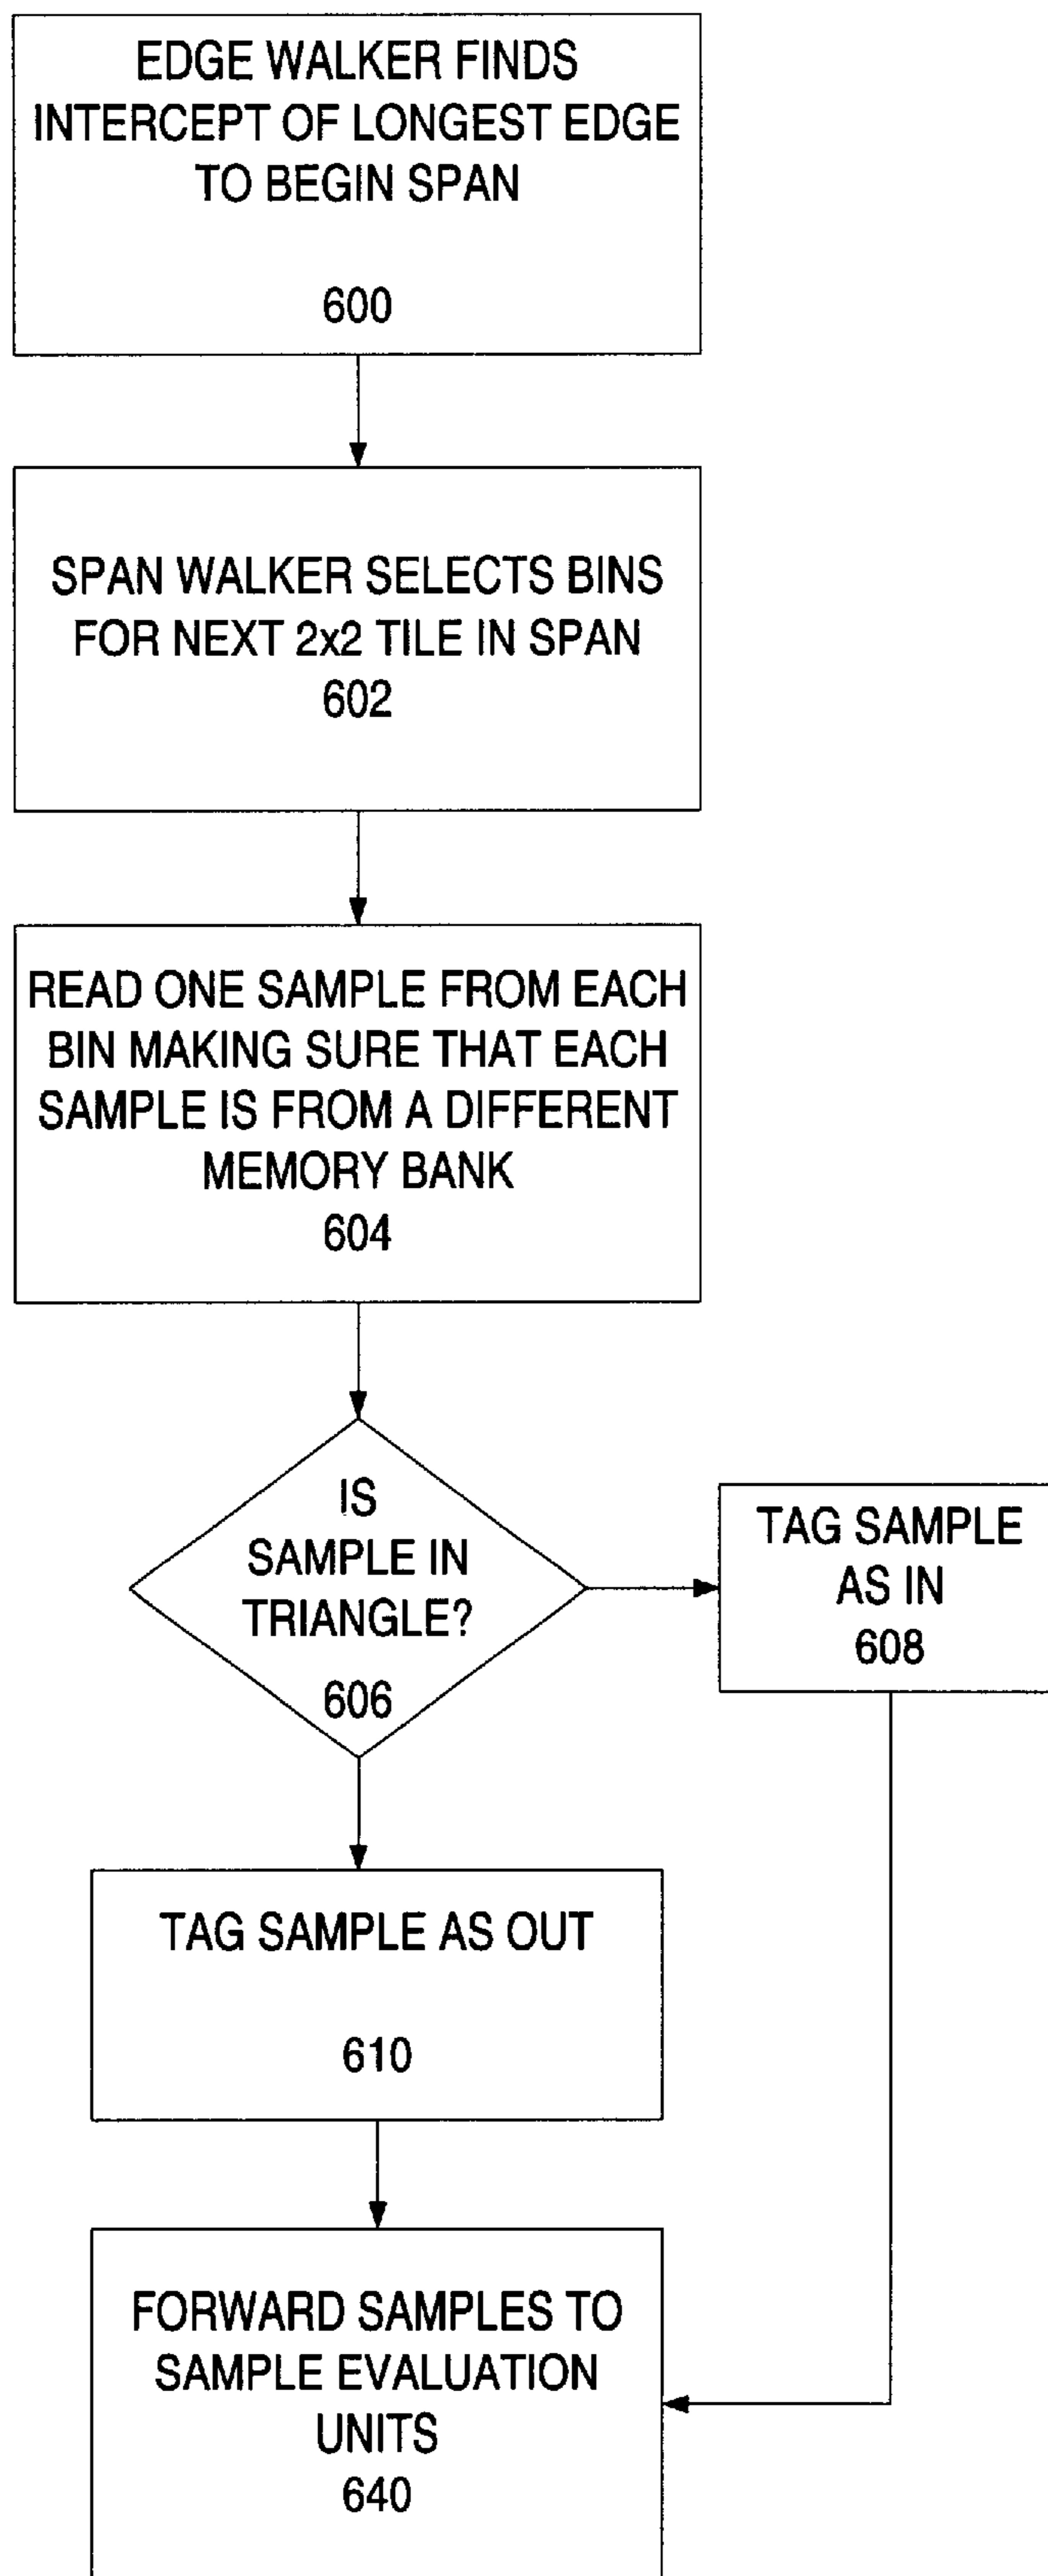 EDGE WALKER FINDS
INTERCEPT OF LONGEST EDGE
TO BEGIN SPAN
600
SPAN WALKER SELECTS BINS
FOR NEXT 2x2 TILE IN SPAN
602
READ ONE SAMPLE FROM EACH
BIN MAKING SURE THAT EACH
SAMPLE IS FROM A DIFFERENT
MEMORY BANK
604
IS
SAMPLE IN
TRIANGLE?
606
TAG SAMPLE
AS IN
608
TAG SAMPLE AS OUT
610
FORWARD SAMPLES TO
SAMPLE EVALUATION
UNITS
640